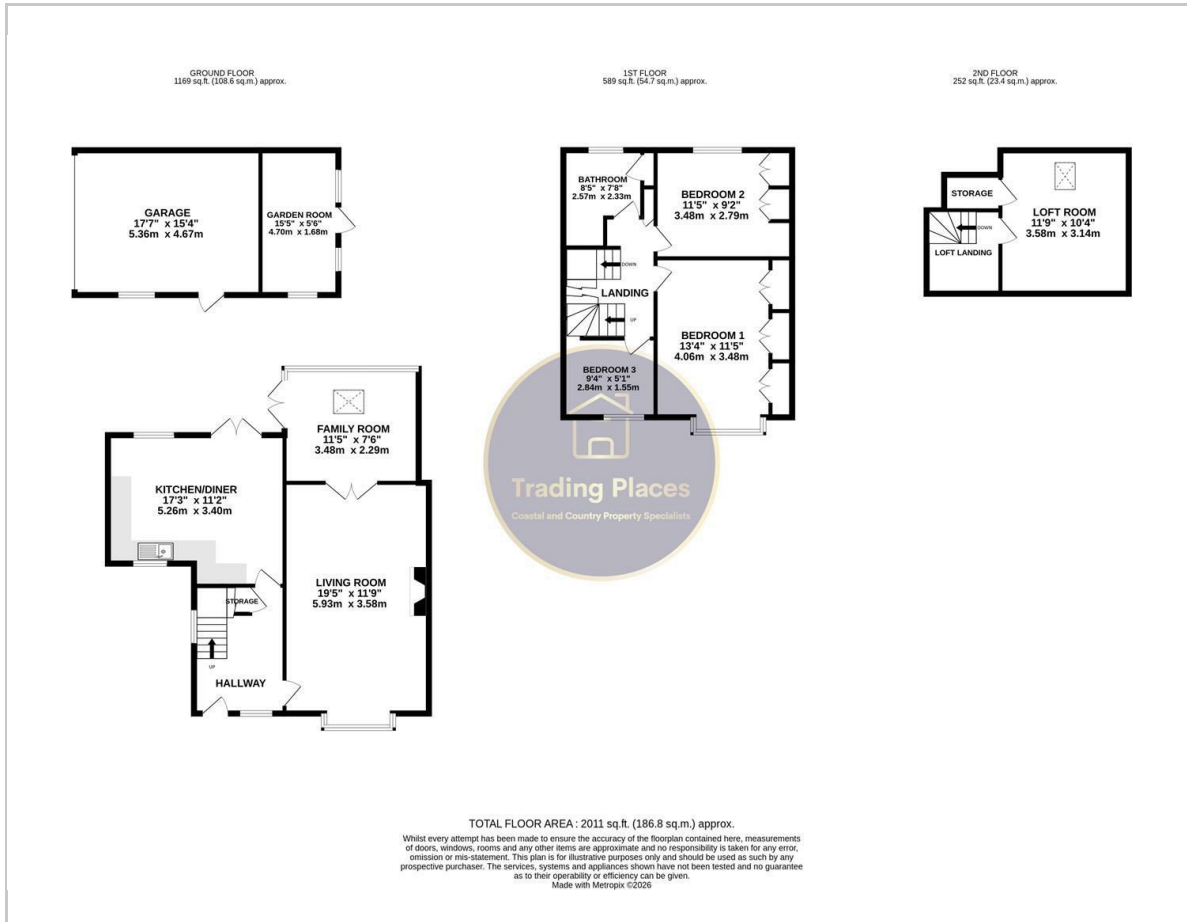 GROUND FLOOR
1169 sq.ft. (108.6 sq.m.) approx.
GARAGE
17'7" x 15'4"
5.36m x 4.67m
GARDEN ROOM
15'5" x 5'6"
4.70m x 1.68m
FAMILY ROOM
11'5" x 7'6"
3.48m x 2.29m
KITCHEN/DINER
17'3" x 11'2"
5.26m x 3.40m
LIVING ROOM
19'5" x 11'9"
5.93m x 3.58m
STORAGE
UP
HALLWAY
1ST FLOOR
589 sq.ft. (54.7 sq.m.) approx.
BATHROOM
8'5" x 7'8"
2.57m x 2.33m
BEDROOM 2
11'5" x 9'2"
3.48m x 2.79m
DOWN
LANDING
UP
BEDROOM 1
13'4" x 11'5"
4.06m x 3.48m
BEDROOM 3
9'4" x 5'1"
2.84m x 1.55m
Trading Places
Coastal and Country Property Specialists
2ND FLOOR
252 sq.ft. (23.4 sq.m.) approx.
STORAGE
LOFT ROOM
11'9" x 10'4"
3.58m x 3.14m
DOWN
LOFT LANDING
TOTAL FLOOR AREA : 2011 sq.ft. (186.8 sq.m.) approx.
Whilst every attempt has been made to ensure the accuracy of the floorplan contained here, measurements
of doors, windows, rooms and any other items are approximate and no responsibility is taken for any error,
omission or mis-statement. This plan is for illustrative purposes only and should be used as such by any
prospective purchaser. The services, systems and appliances shown have not been tested and no guarantee
as to their operability or efficiency can be given.
Made with Metropix ©2026